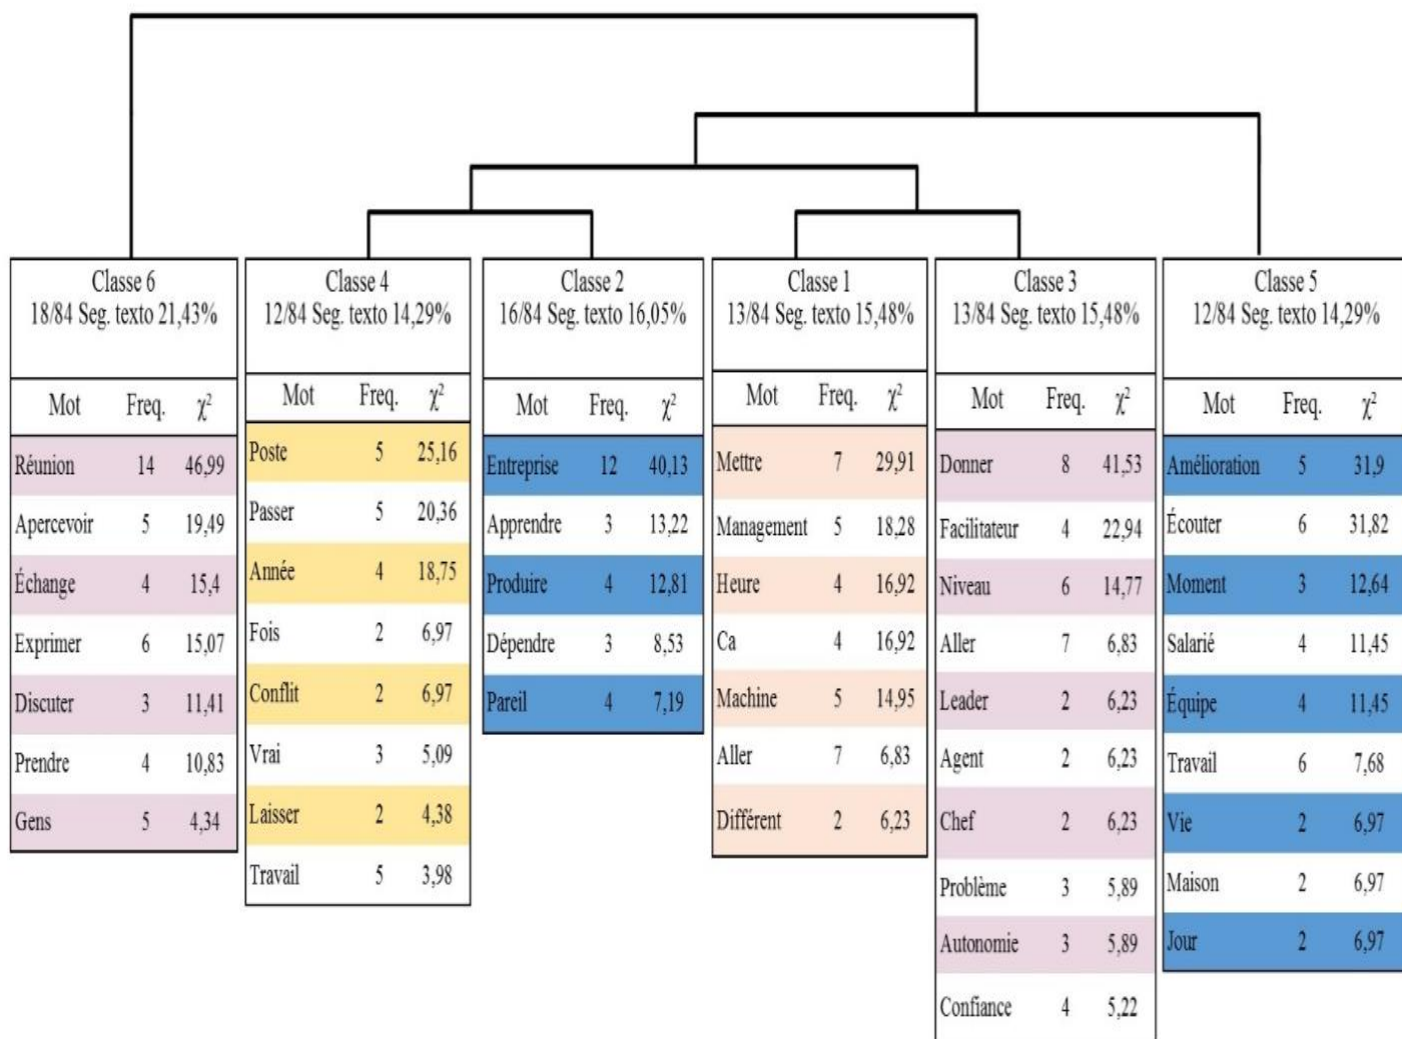 Classe 6
18/84 Seg. texto 21,43%
Mot Freq. χ²
Réunion 14 46,99
Apercevoir 5 19,49
Échange 4 15,4
Exprimer 6 15,07
Discuter 3 11,41
Prendre 4 10,83
Gens 5 4,34
Classe 4
12/84 Seg. texto 14,29%
Mot Freq. χ²
Poste 5 25,16
Passer 5 20,36
Année 4 18,75
Fois 2 6,97
Conflit 2 6,97
Vrai 3 5,09
Laisser 2 4,38
Travail 5 3,98
Classe 2
16/84 Seg. texto 16,05%
Mot Freq. χ²
Entreprise 12 40,13
Apprendre 3 13,22
Produire 4 12,81
Dépendre 3 8,53
Pareil 4 7,19
Classe 1
13/84 Seg. texto 15,48%
Mot Freq. χ²
Mettre 7 29,91
Management 5 18,28
Heure 4 16,92
Ca 4 16,92
Machine 5 14,95
Aller 7 6,83
Différent 2 6,23
Classe 3
13/84 Seg. texto 15,48%
Mot Freq. χ²
Donner 8 41,53
Facilitateur 4 22,94
Niveau 6 14,77
Aller 7 6,83
Leader 2 6,23
Agent 2 6,23
Chef 2 6,23
Problème 3 5,89
Autonomie 3 5,89
Confiance 4 5,22
Classe 5
12/84 Seg. texto 14,29%
Mot Freq. χ²
Amélioration 5 31,9
Écouter 6 31,82
Moment 3 12,64
Salarié 4 11,45
Équipe 4 11,45
Travail 6 7,68
Vie 2 6,97
Maison 2 6,97
Jour 2 6,97